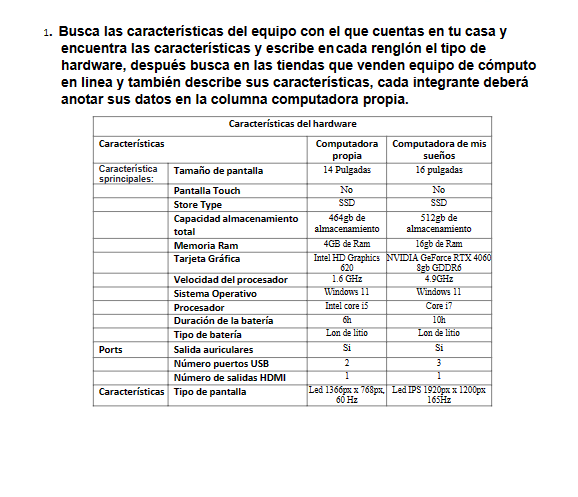 1. Busca las características del equipo con el que cuentas en tu casa y
encuentra las características y escribe en cada renglón el tipo de
hardware, después busca en las tiendas que venden equipo de cómputo
en linea y también describe sus características, cada integrante deberá
anotar sus datos en la columna computadora propia.
Características del hardware
Características Computadora propia Computadora de mis sueños
Característica sprincipales: Tamaño de pantalla 14 Pulgadas 16 pulgadas
Pantalla Touch No No
Store Type SSD SSD
Capacidad almacenamiento total 464gb de almacenamiento 512gb de almacenamiento
Memoria Ram 4GB de Ram 16gb de Ram
Tarjeta Gráfica Intel HD Graphics 620 NVIDIA GeForce RTX 4060 8gb GDDR6
Velocidad del procesador 1.6 GHz 4.9GHz
Sistema Operativo Windows 11 Windows 11
Procesador Intel core i5 Core i7
Duración de la batería 6h 10h
Tipo de batería Lon de litio Lon de litio
Ports Salida auriculares Si Si
Número puertos USB 2 3
Número de salidas HDMI 1 1
Características Tipo de pantalla Led 1366px x 768px, 60 Hz Led IPS 1920px x 1200px 165Hz